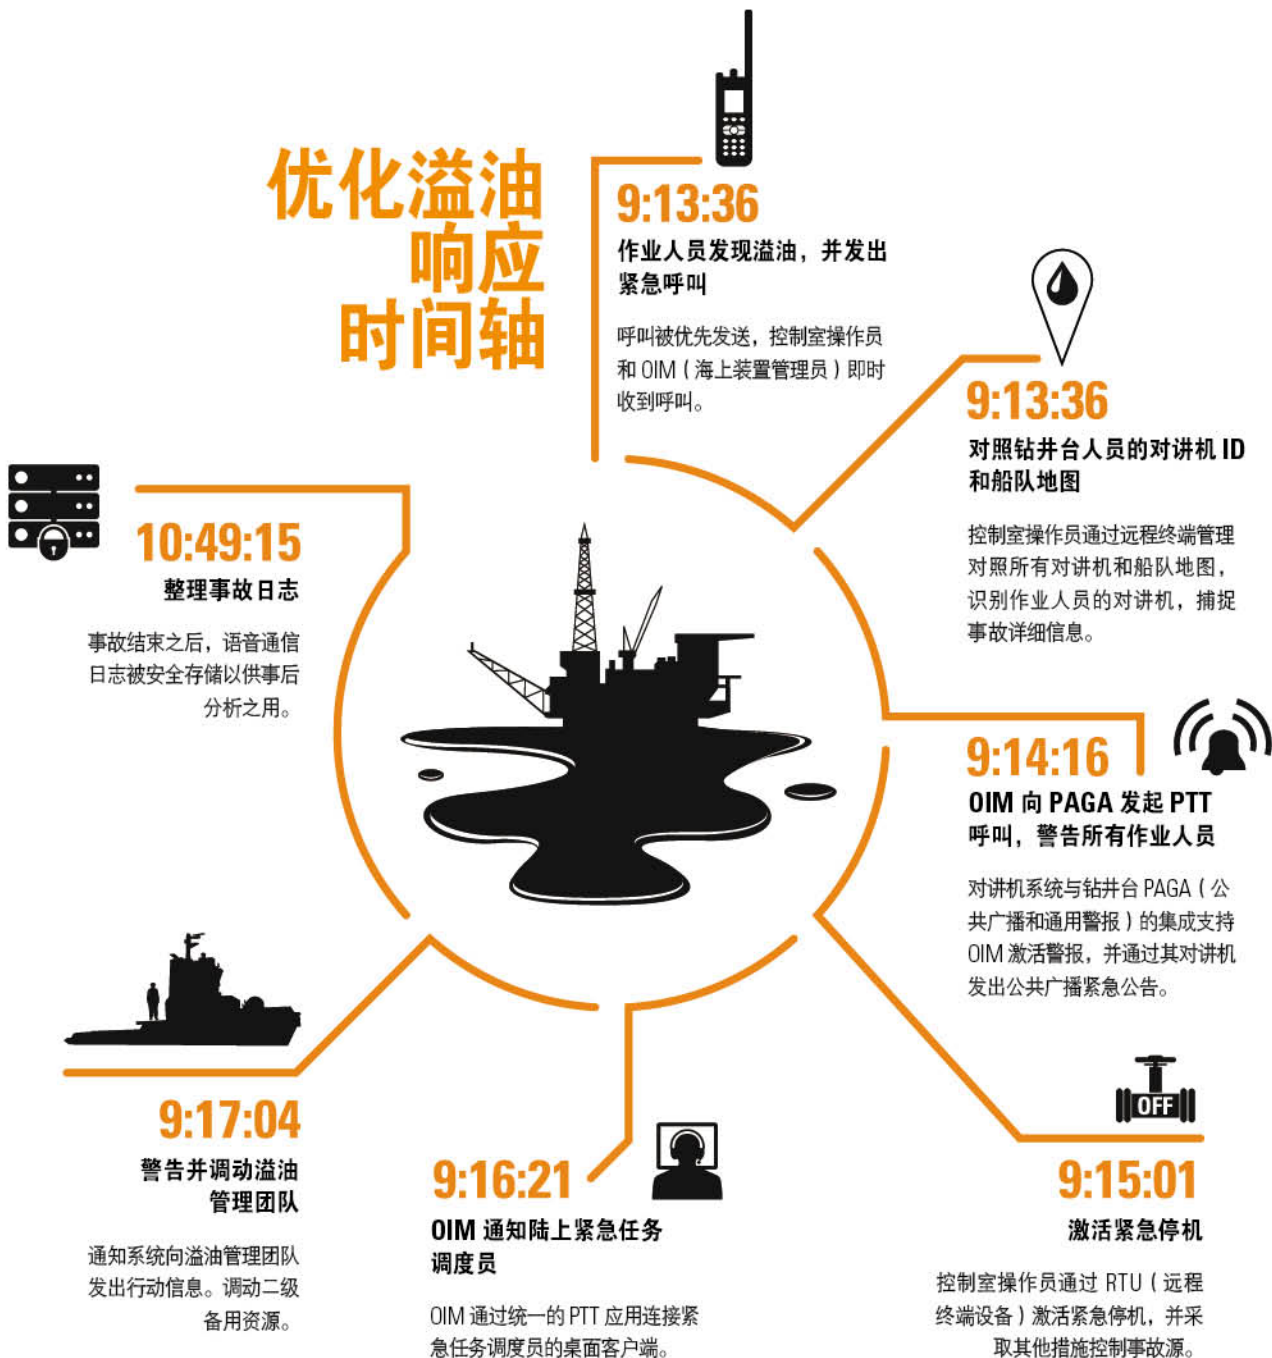 优化溢油
响应
时间轴
9:13:36
作业人员发现溢油，并发出
紧急呼叫
呼叫被优先发送，控制室操作员
和 OIM（海上装置管理员）即时
收到呼叫。
9:13:36
对照钻井台人员的对讲机 ID
和船队地图
控制室操作员通过远程终端管理
对照所有对讲机和船队地图，
识别作业人员的对讲机，捕捉
事故详细信息。
9:14:16
OIM 向 PAGA 发起 PTT
呼叫，警告所有作业人员
对讲机系统与钻井台 PAGA（公
共广播和通用警报）的集成支持
OIM 激活警报，并通过其对讲机
发出公共广播紧急公告。
OFF
9:15:01
激活紧急停机
控制室操作员通过 RTU（远程
终端设备）激活紧急停机，并采
取其他措施控制事故源。
9:16:21
OIM 通知陆上紧急任务
调度员
OIM 通过统一的 PTT 应用连接紧
急任务调度员的桌面客户端。
9:17:04
警告并调动溢油
管理团队
通知系统向溢油管理团队
发出行动信息。调动二级
备用资源。
10:49:15
整理事故日志
事故结束之后，语音通信
日志被安全存储以供事后
分析之用。